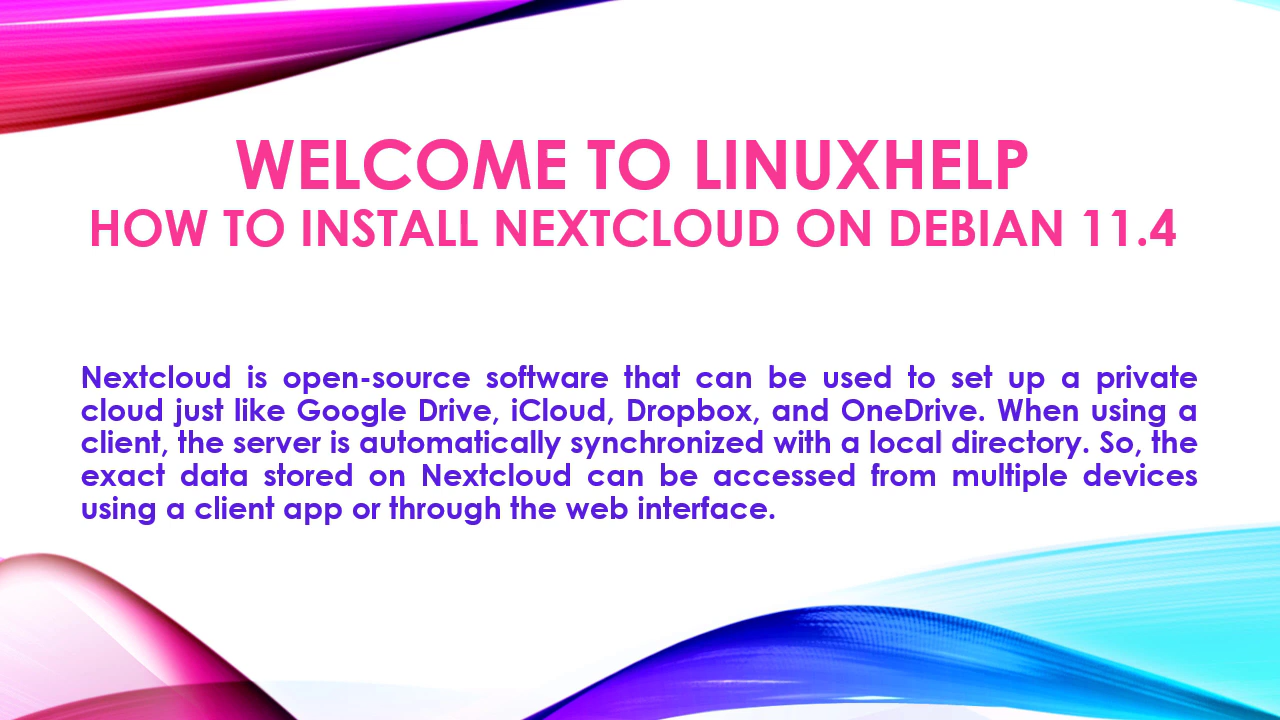 WELCOME TO LINUXHELP
HOW TO INSTALL NEXTCLOUD ON DEBIAN 11.4
Nextcloud is open-source software that can be used to set up a private
cloud just like Google Drive, iCloud, Dropbox, and OneDrive. When using a
client, the server is automatically synchronized with a local directory. So, the
exact data stored on Nextcloud can be accessed from multiple devices
using a client app or through the web interface.